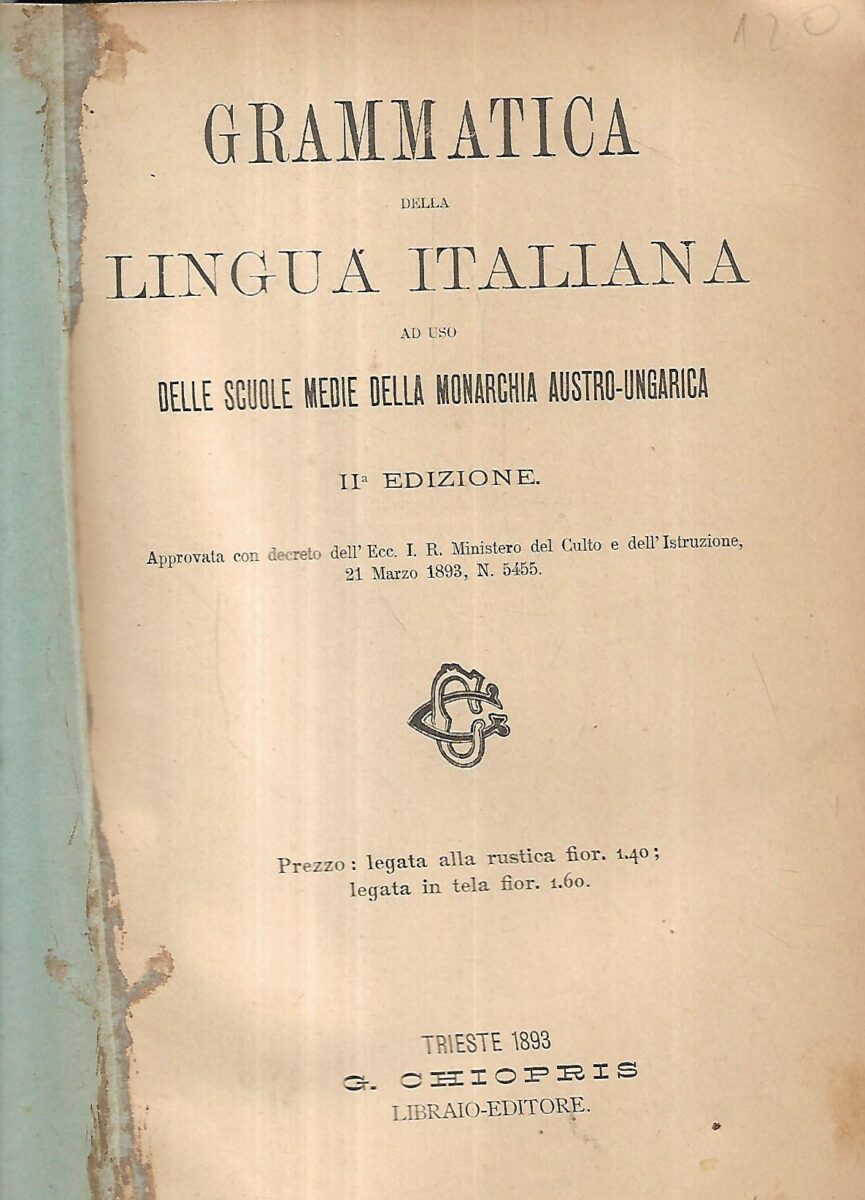 120
GRAMMATICA
DELLA
LINGUA ITALIANA
AD USO
DELLE SCUOLE MEDIE DELLA MONARCHIA AUSTRO-UNGARICA
IIª EDIZIONE.
Approvata con decreto dell' Ecc. I. R. Ministero del Culto e dell' Istruzione,
21 Marzo 1893, N. 5455.
Prezzo: legata alla rustica fior. 1.40;
legata in tela fior. 1.60.
TRIESTE 1893
G. CHIOPRIS
LIBRAIO-EDITORE.